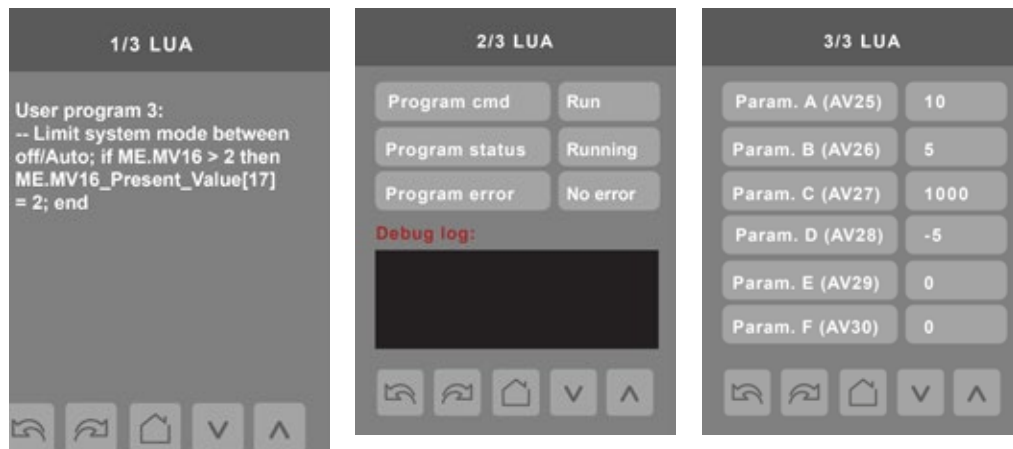 1/3 LUA
User program 3:
-- Limit system mode between
off/Auto; if ME.MV16 > 2 then
ME.MV16_Present_Value[17]
= 2; end
2/3 LUA
Program cmd Run
Program status Running
Program error No error
Debug log:
3/3 LUA
Param. A (AV25) 10
Param. B (AV26) 5
Param. C (AV27) 1000
Param. D (AV28) -5
Param. E (AV29) 0
Param. F (AV30) 0